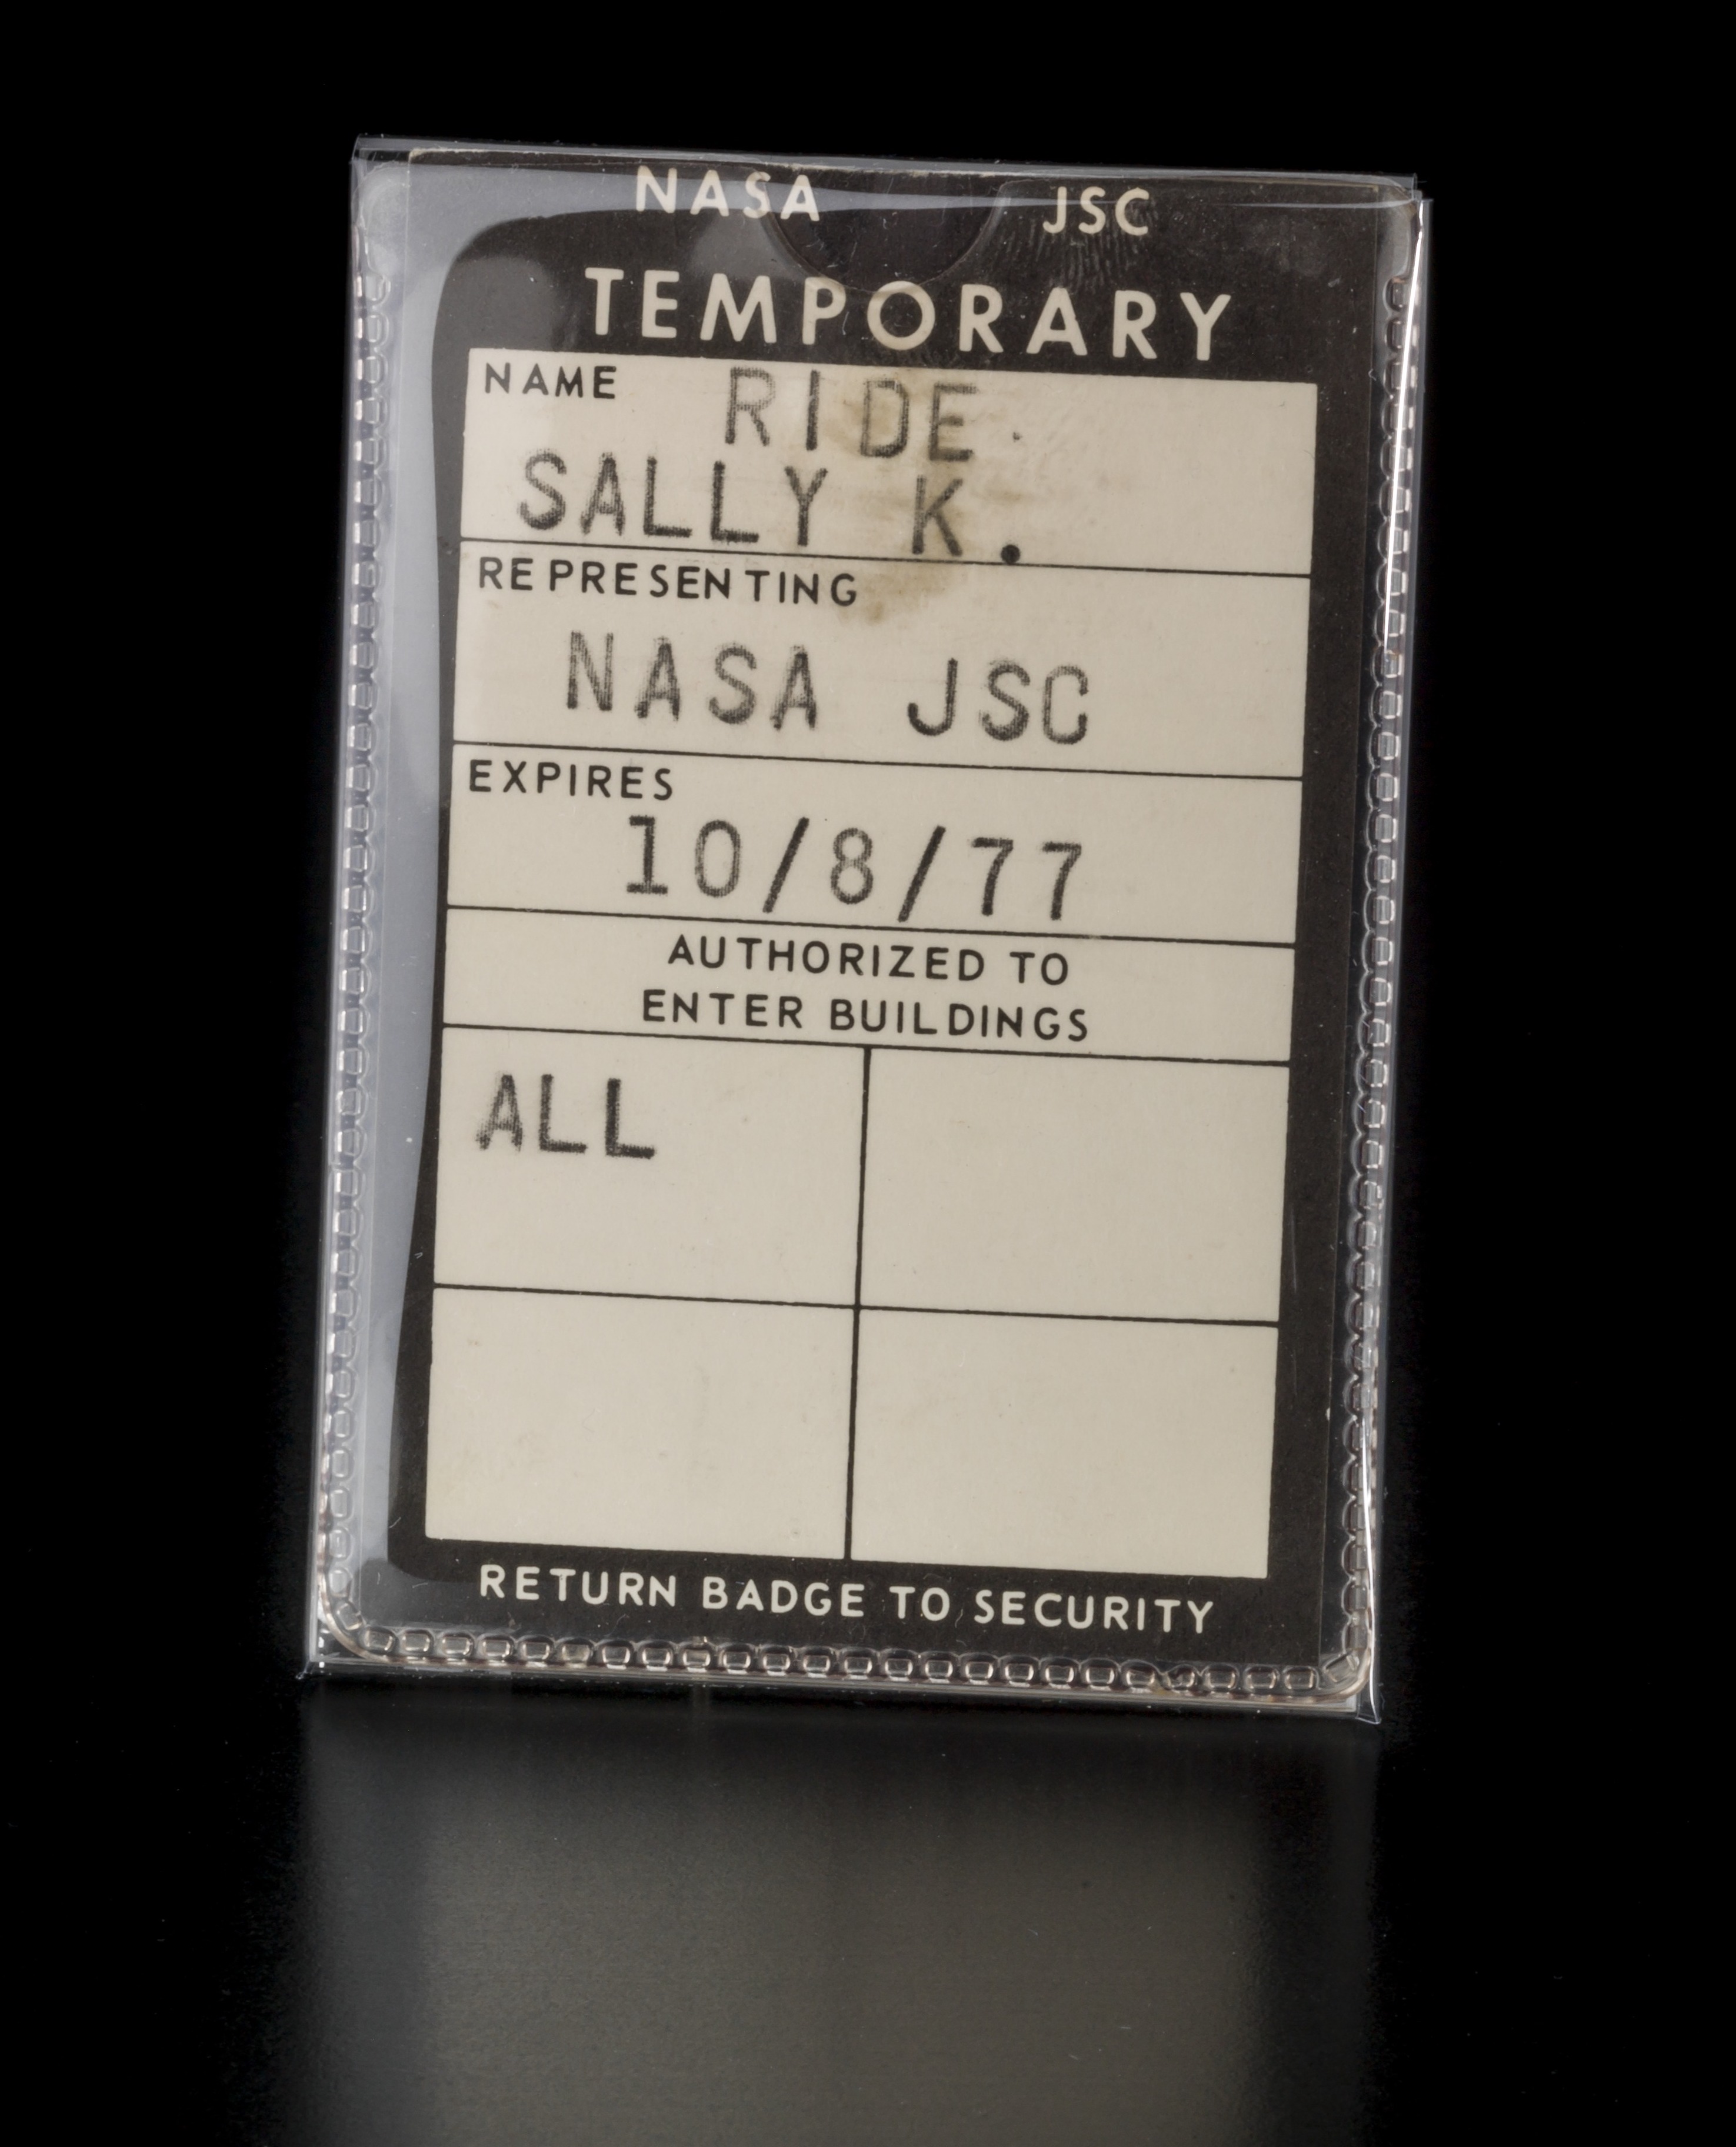 NASA JSC
TEMPORARY
NAME RIDE
SALLY K.
REPRESENTING
NASA JSC
EXPIRES
10/8/77
AUTHORIZED TO
ENTER BUILDINGS
ALL
RETURN BADGE TO SECURITY